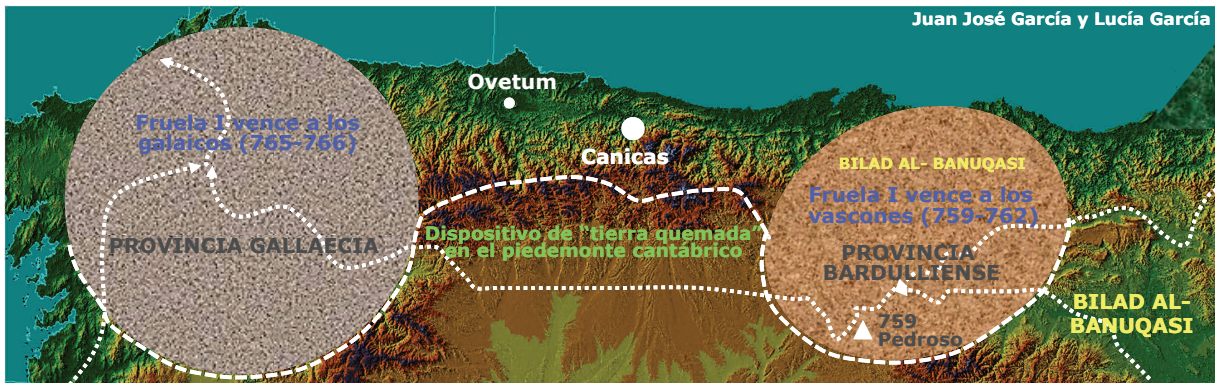 Juan José García y Lucía García
Ovetum
Fruela I vence a los
galaicos (765-766)
Canicas
BILAD AL- BANUQASI
Fruela I vence a los
vascones (759-762)
PROVINCIA GALLAECIA
Dispositivo de "tierra quemada"
en el piedemonte cantábrico
PROVINCIA
BARDULLIENSE
BILAD AL-
BANUQASI
759
Pedroso